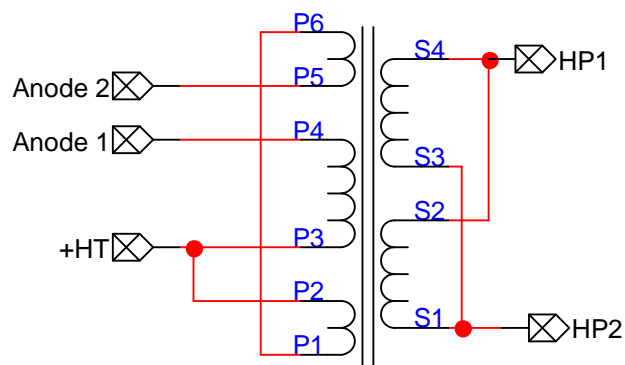 P6
S4
HP1
Anode 2
P5
Anode 1
P4
S3
S2
+HT
P3
P2
S1
HP2
P1